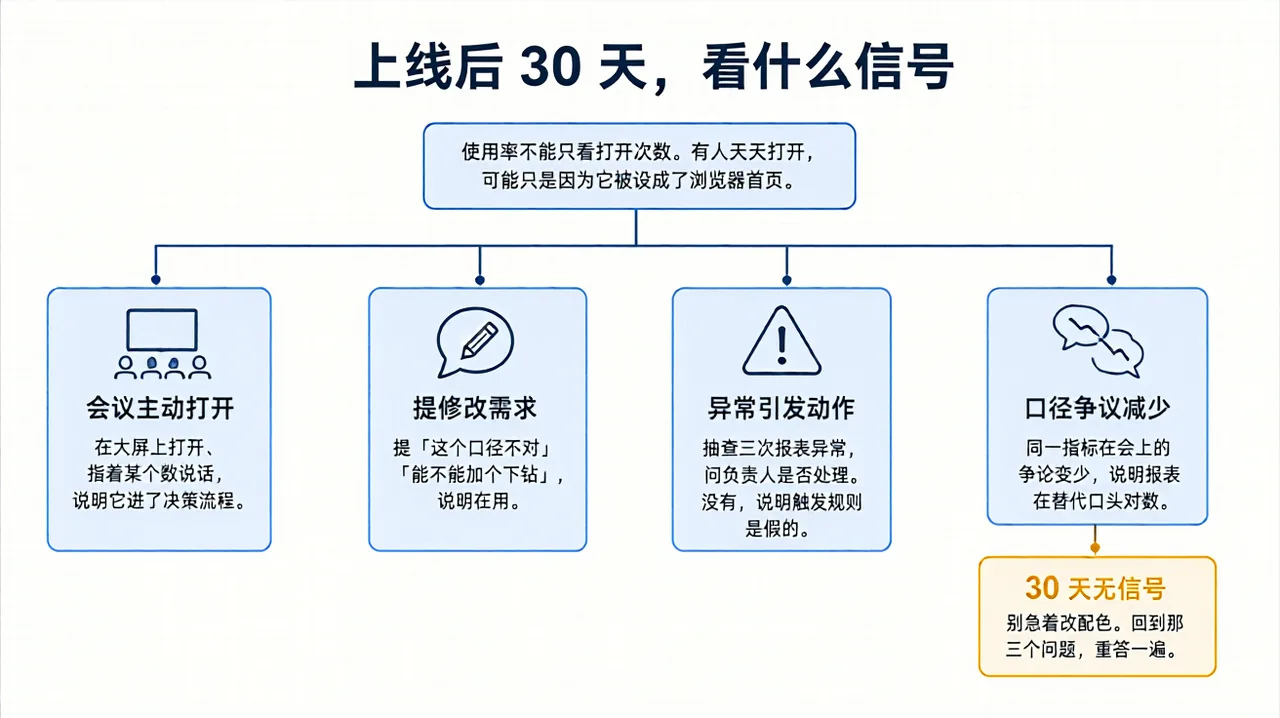 上线后 30 天，看什么信号
使用率不能只看打开次数。有人天天打开，
可能只是因为它被设成了浏览器首页。
会议主动打开
在大屏上打开、
指着某个数说话，
说明它进了决策流程。
提修改需求
提「这个口径不对」
「能不能加个下钻」，
说明在用。
异常引发动作
抽查三次报表异常，
问负责人是否处理。
没有，说明触发规则
是假的。
口径争议减少
同一指标在会上的
争论变少，说明报表
在替代口头对数。
30 天无信号
别急着改配色。回到那
三个问题，重答一遍。